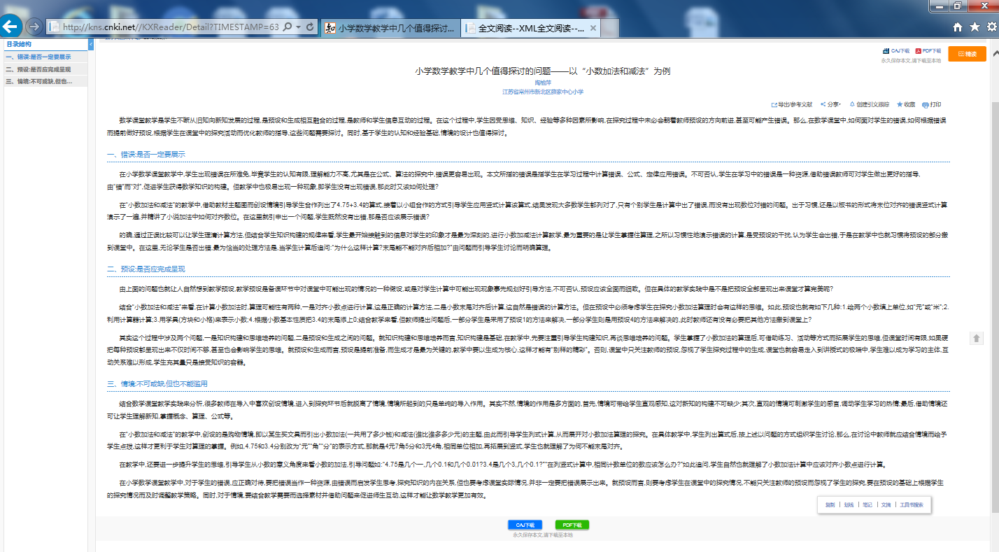 http://kns.cnki.net//KXReader/Detail?TIMESTAMP=63
小学数学教学中几个值得探讨...
全文阅读--XML全文阅读--...
目录结构
一、错误:是否一定要展示
二、预设:是否应完成呈现
三、情境:不可或缺,但也...
CAJ下载 PDF下载
永久保存本文,请下载至本地
精读
小学数学教学中几个值得探讨的问题——以“小数加法和减法”为例
陶榆萍
江苏省常州市新北区薛家中心小学
导出/参考文献 分享 创建引文跟踪 收藏 打印
数学课堂教学是学生不断从旧知向新知发展的过程,是预设和生成相互融合的过程,是教师和学生信息互动的过程。在这个过程中,学生因受思维、知识、经验等多种因素所影响,在探究过程中未必会朝着教师预设的方向前进,甚至可能产生错误。那么,在数学课堂中,如何面对学生的错误,如何根据错误
而提前做好预设,根据学生在课堂中的探究活动而优化教师的指导,这些问题需要探讨。同时,基于学生的认知和经验基础,情境的设计也值得探讨。
一、错误:是否一定要展示
在小学数学课堂教学中,学生出现错误在所难免,毕竟学生的认知有限,理解能力不高,尤其是在公式、算法的探究中,错误更容易出现。本文所指的错误是指学生在学习过程中计算错误、公式、定律应用错误。不可否认,学生在学习中的错误是一种资源,借助错误教师可对学生做出更好的指导,
由“错”而“对”,促进学生获得数学知识的构建。但教学中也极易出现一种现象,即学生没有出现错误,那此时又该如何处理?
在“小数加法和减法”的教学中,借助教材主题图而创设情境引导学生合作列出了4.75+3.4的算式,接着以小组合作的方式引导学生应用竖式计算该算式,结果发现大多数学生都列对了,只有个别学生是计算中出了错误,而没有出现数位对错的问题。出于习惯,还是以板书的形式将末位对齐的错误竖式计算
演示了一遍,并精讲了小说加法中如何对齐数位。在这里就引申出一个问题,学生既然没有出错,那是否应该展示错误?
的确,通过正误比较可以让学生理清计算方法,但结合学生知识构建的规律来看,学生最开始接触到的信息对学生的印象才是最为深刻的,进行小数加减法计算教学,最为重要的是让学生掌握住算理,之所以习惯性地演示错误的计算,是受预设的干扰,认为学生会出错,于是在教学中也就习惯将预设的部分搬
到课堂中。在这里,无论学生是否出错,最为恰当的处理方法是,当学生计算后追问:“为什么这样计算?末尾能不能对齐后相加?”由问题而引导学生讨论而明确算理。
二、预设:是否应完成呈现
由上面的问题也就让人自然想到教学预设,教学预设是备课环节中对课堂中可能出现的情况的一种假设,或是对学生计算中可能出现现象事先规划好引导方法,不可否认,预设应该全面而细致。但在具体的教学实践中是不是把预设全部呈现出来课堂才算完美呢?
结合“小数加法和减法”来看,在计算小数加法时,算理可能性有两种,一是对齐小数点进行计算,这是正确的计算方法,二是小数末尾对齐后计算,这自然是错误的计算方法。但在预设中必须考虑学生在探究小数加法算理时会有这样的思维。如此,预设也就有如下几种:1.给两个小数填上单位,如“元”或“米”;2.
利用计算器计算;3.用学具(方块和小格)来表示小数;4.根据小数基本性质把3.4的末尾添上0;结合教学来看,但教师提出问题后,一部分学生是采用了预设1的方法来解决,一部分学生则是用预设4的方法来解决的,此时教师还有没有必要把其他方法搬到课堂上?
其实这个过程中涉及两个问题,一是知识构建和思维培养的问题,二是预设和生成之间的问题。就知识构建和思维培养而言,知识构建是基础,在教学中,先要注重引导学生构建知识,再谈思维培养的问题。学生掌握了小数加法的算理后,可借助练习、活动等方式而拓展学生的思维,但课堂时间有限,如果硬
把每种预设都呈现出来不仅时间不够,甚至也会影响学生的思维。就预设和生成而言,预设是提前准备,而生成才是最为关键的,教学中要以生成为核心,这样才能有“别样的精彩”。否则,课堂中只关注教师的预设,忽视了学生探究过程中的生成,课堂也就容易走入到讲授式的极端中,学生难以成为学习的主体,互
动关系难以形成,学生充其量只是接受知识的容器。
三、情境:不可或缺,但也不能滥用
结合数学课堂教学实践来分析,很多教师在导入中喜欢创设情境,进入到探究环节后就脱离了情境,情境所起到的只是单纯的导入作用。其实不然,情境的作用是多方面的,首先,情境可带给学生直观感知,这对新知的构建不可缺少;其次,直观的情境可刺激学生的感官,调动学生学习的热情;最后,借助情境还
可让学生理解新知,掌握概念、算理、公式等。
在“小数加法和减法”的教学中,创设的是购物情境,即以某生买文具而引出小数加法(一共用了多少钱)和减法(谁比谁多多少元)的主题,由此而引导学生列式计算,从而展开对小数加法算理的探究。在具体教学中,学生列出算式后,按上述以问题的方式组织学生讨论,那么,在讨论中教师就应结合情境而给予
学生点拨,这样才更利于学生对算理的掌握。例如,4.75和3.4分别改为“元”“角”“分”的表示方式,那就是4元7角5分和3元4角,相同单位相加,再拓展到竖式,学生也就理解了为何不能末尾对齐。
在教学中,还要进一步提升学生的思维,引导学生从小数的意义角度来看小数的加法,引导问题如:“4.75是几个一,几个0.1和几个0.01?3.4是几个3,几个0.1?”“在列竖式计算中,相同计数单位的数应该怎么办?”如此追问,学生自然也就理解了小数加法计算中应该对齐小数点进行计算。
在小学数学课堂教学中,对于学生的错误,应正确对待,要把错误当作一种资源,由错误而启发学生思考,探究知识的内在关系,但也要考虑课堂实际情况,并非一定要把错误展示出来。就预设而言,则要考虑学生在课堂中的探究情况,不能只关注教师的预设而忽视了学生的探究,要在预设的基础上根据学生
的探究情况而及时调整教学策略。同时,对于情境,要结合教学需要而选择素材并借助问题来促进师生互动,这样才能让数学教学更加有效。
复制 划线 笔记 文摘 工具书搜索
CAJ下载 PDF下载
永久保存本文,请下载至本地